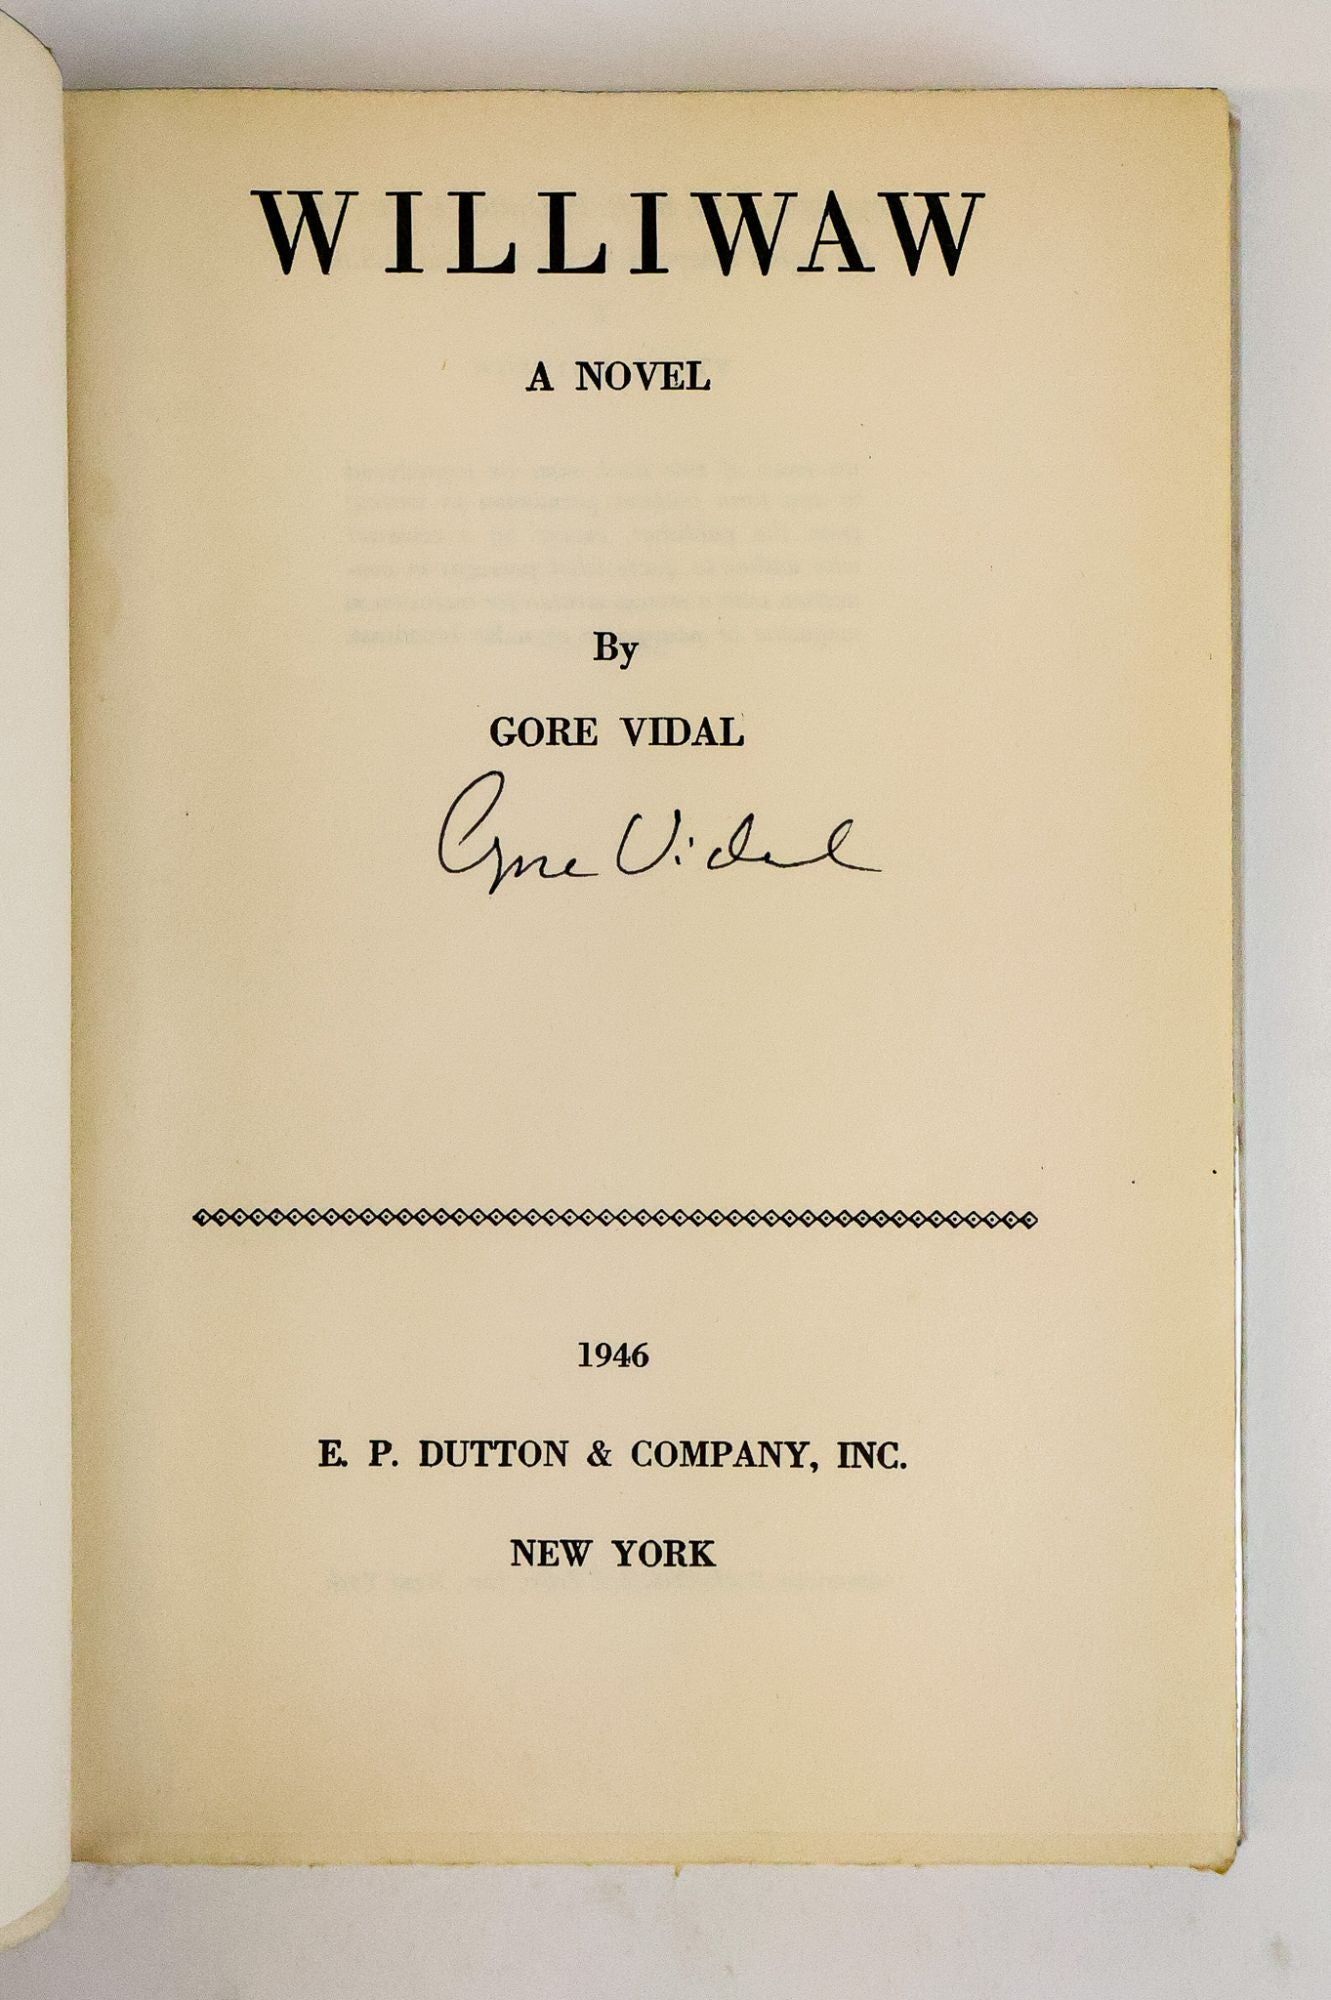 WILLIWAW
A NOVEL
By
GORE VIDAL
Gore Vidal
1946
E. P. DUTTON & COMPANY, INC.
NEW YORK